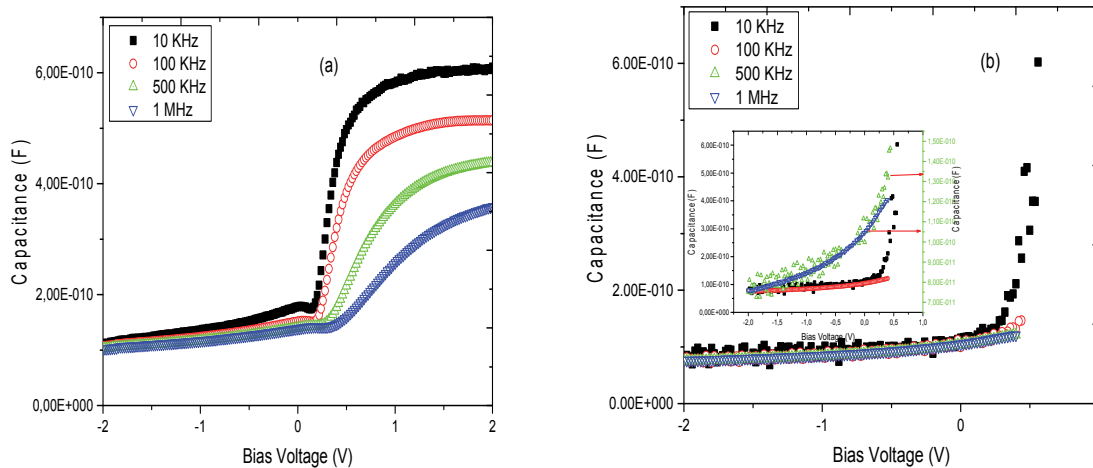 10 KHz
100 KHz
500 KHz
1 MHz
(a)
6,00E-010
4,00E-010
2,00E-010
0,00E+000
Capacitance (F)
-2 -1 0 1 2
Bias Voltage (V)
10 KHz
100 KHz
500 KHz
1 MHz
(b)
6,00E-010
4,00E-010
2,00E-010
0,00E+000
Capacitance (F)
-2 -1 0
Bias Voltage (V)
6,00E-010
5,00E-010
4,00E-010
3,00E-010
2,00E-010
1,00E-010
0,00E+000
Capacitance (F)
1,50E-010
1,40E-010
1,30E-010
1,20E-010
1,10E-010
1,00E-010
9,00E-011
8,00E-011
7,00E-011
Capacitance (F)
-2,0 -1,5 -1,0 -0,5 0,0 0,5 1,0
Bias Voltage (V)